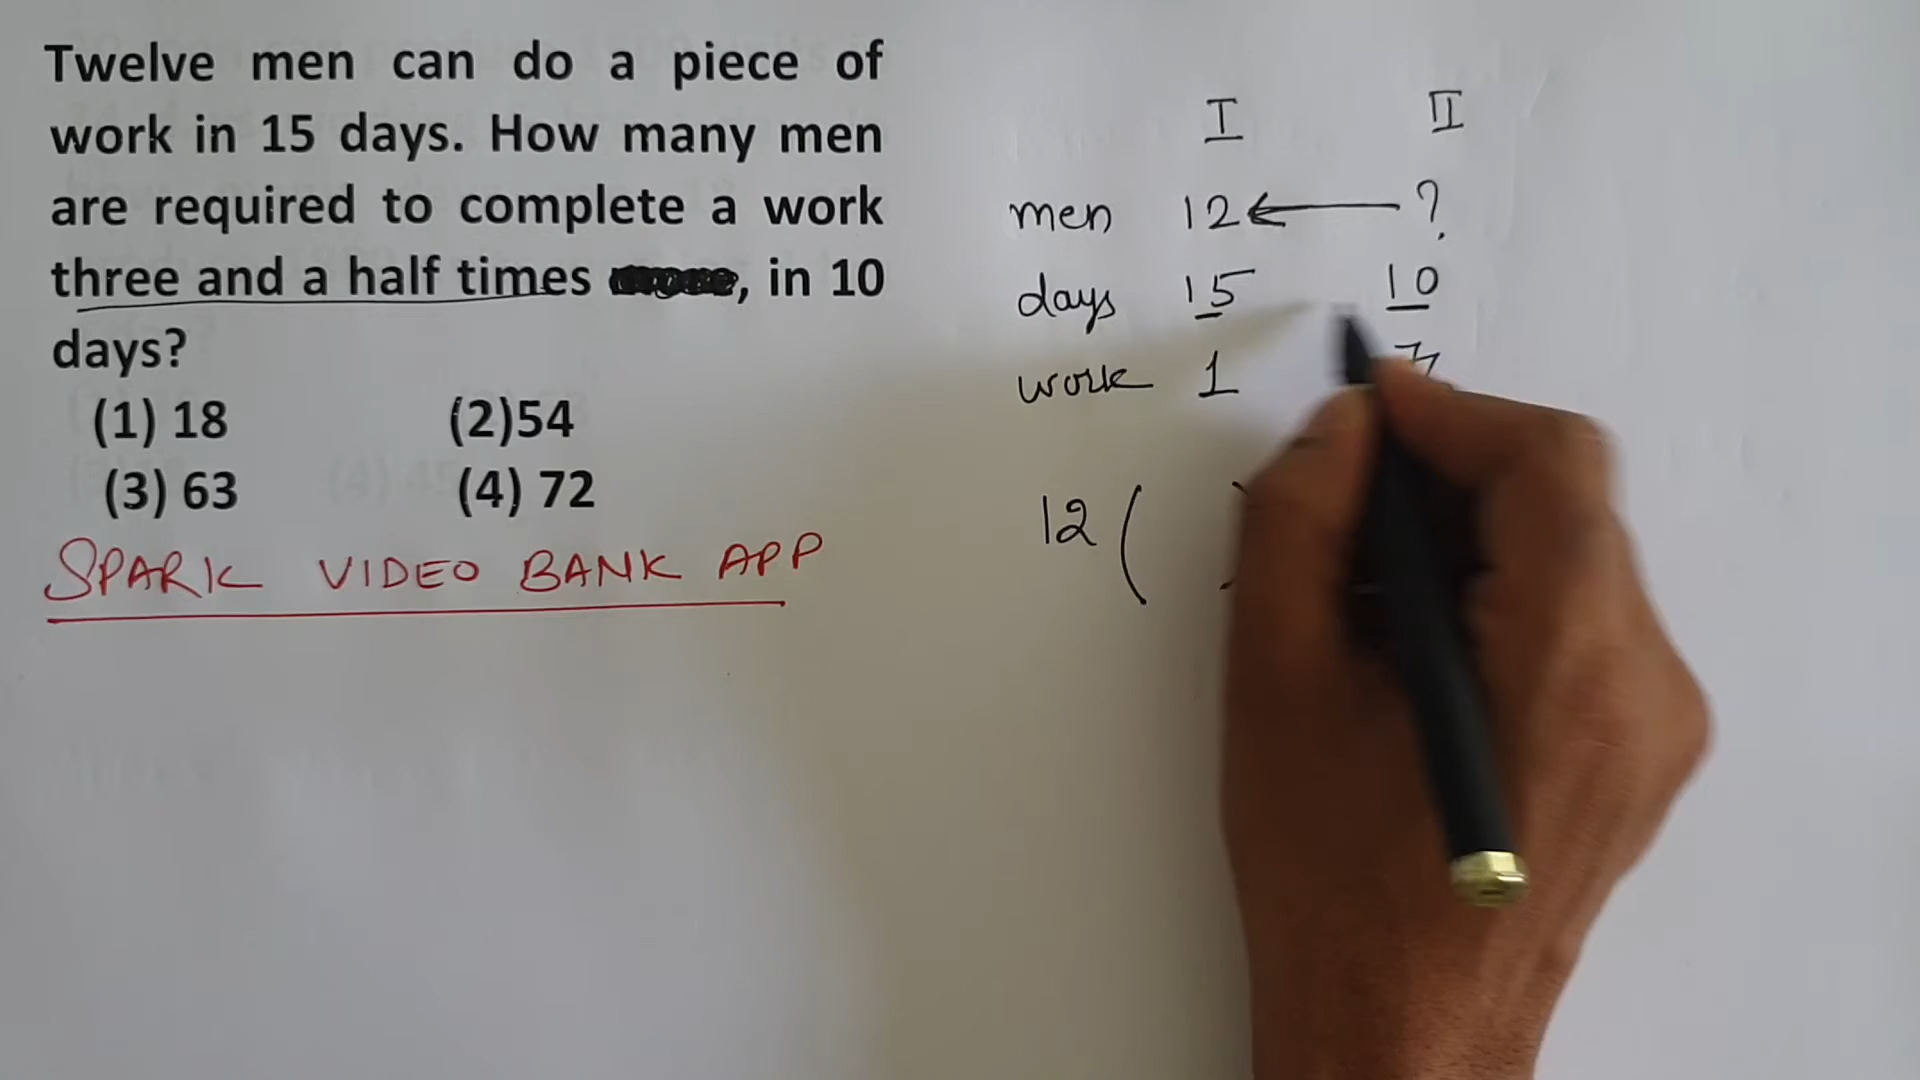 Twelve men can do a piece of
work in 15 days. How many men
are required to complete a work
three and a half times , in 10
days?
(1) 18 (2)54
(3) 63 (4) 72
SPARK VIDEO BANK APP
I II
men 12 ?
days 15 10
work 1
12 (